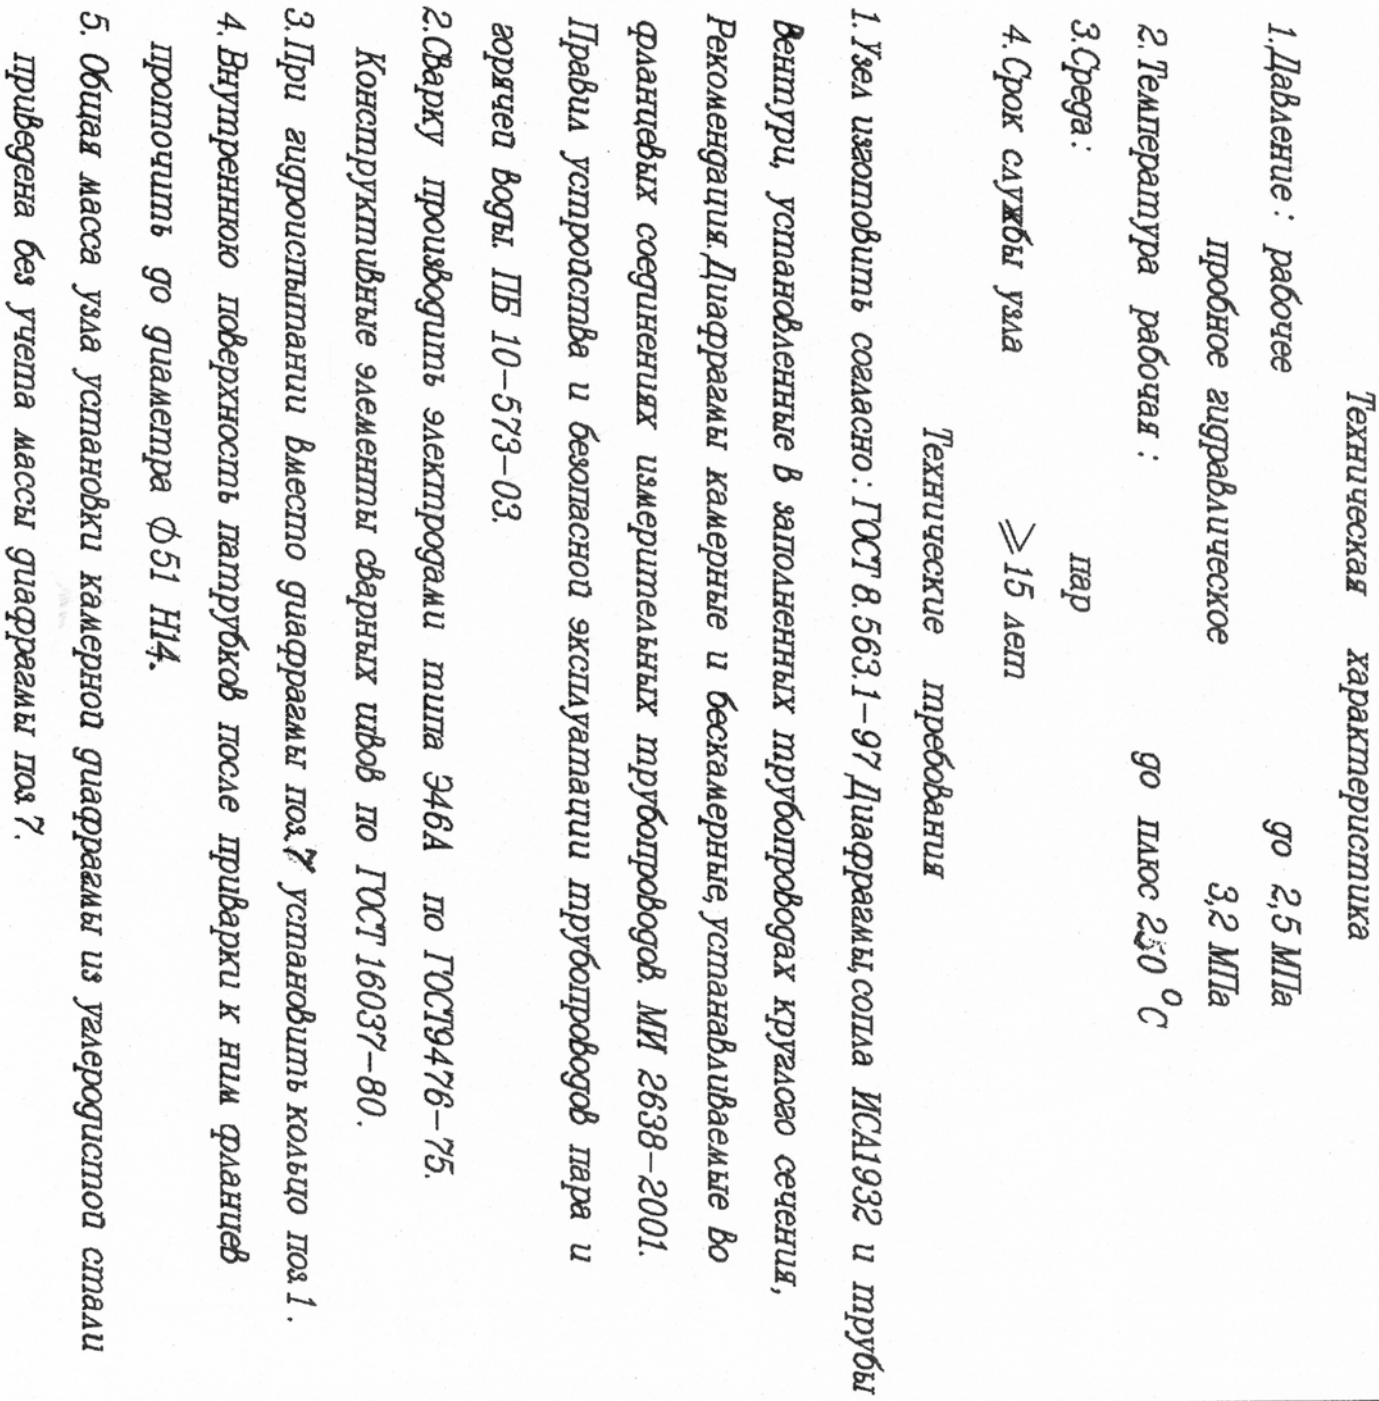 Техническая характеристика
1.Давление: рабочее до 2,5 МПа
пробное гидравлическое 3,2 МПа
2. Температура рабочая: до плюс 250 °С
3.Среда: пар
4.Срок службы узла ⩾15 лет
Технические требования
1. Узел изготовить согласно: ГОСТ 8.563.1-97 Диафрагмы, сопла ИСА1932 и трубы
Вентури, установленные в заполненных трубопроводах круглого сечения,
Рекомендация. Диафрагмы камерные и бескамерные, устанавливаемые во
фланцевых соединениях измерительных трубопроводов. МИ 2638-2001.
Правил устройства и безопасной эксплуатации трубопроводов пара и
горячей воды. ПБ 10-573-03.
2.Сварку производить электродами типа Э46А по ГОСТ9476-75.
Конструктивные элементы сварных швов по ГОСТ 16037-80.
3.При гидроиспытании вместо диафрагмы поз.7 установить кольцо поз.1.
4. Внутреннюю поверхность патрубков после приварки к ним фланцев
проточить до диаметра ∅51 Н14.
5. Общая масса узла установки камерной диафрагмы из углеродистой стали
приведена без учета массы диафрагмы поз.7.